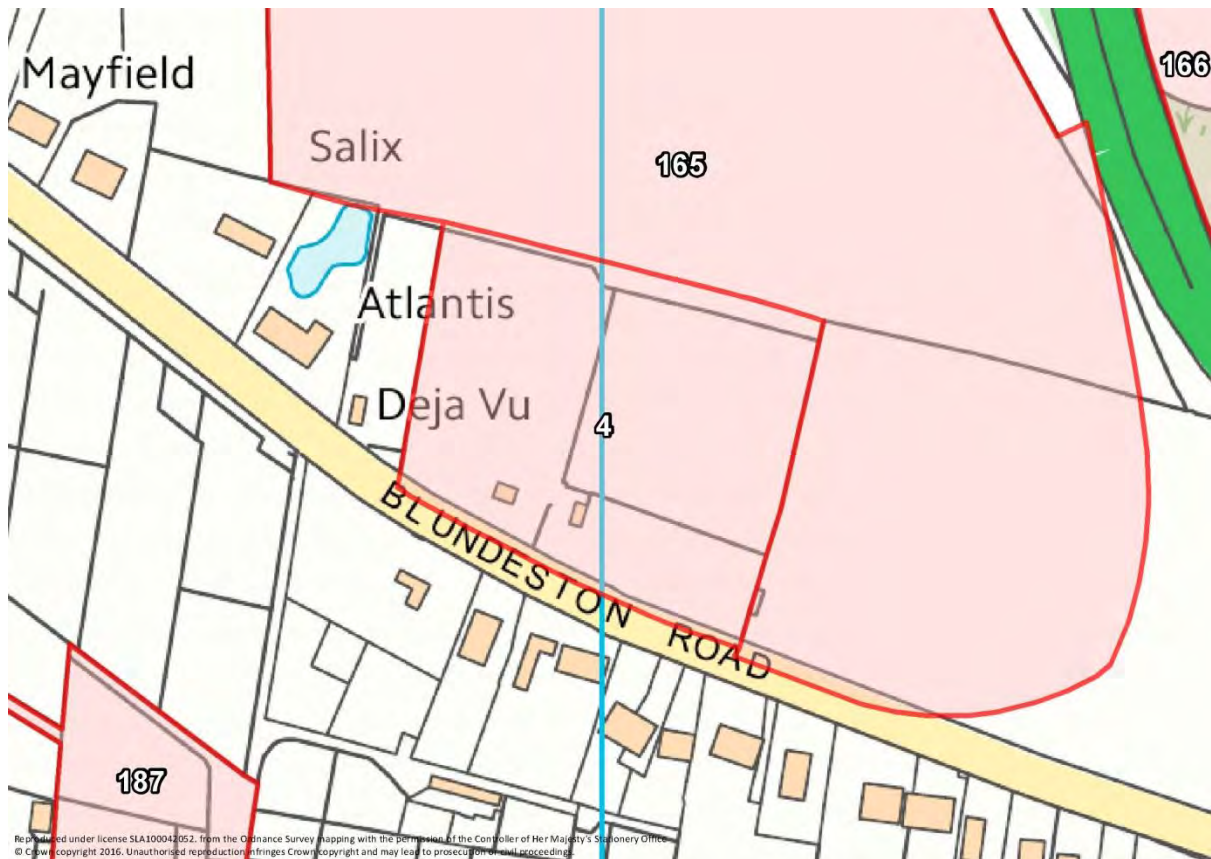 Mayfield
166
Salix
165
Atlantis
Deja Vu
4
BLUNDESTON ROAD
187
Reproduced under license SLA100042052. from the Ordnance Survey mapping with the permission of the Controller of Her Majesty's Stationery Office
© Crown copyright 2016. Unauthorised reproduction infringes Crown copyright and may lead to prosecution or civil proceedings.